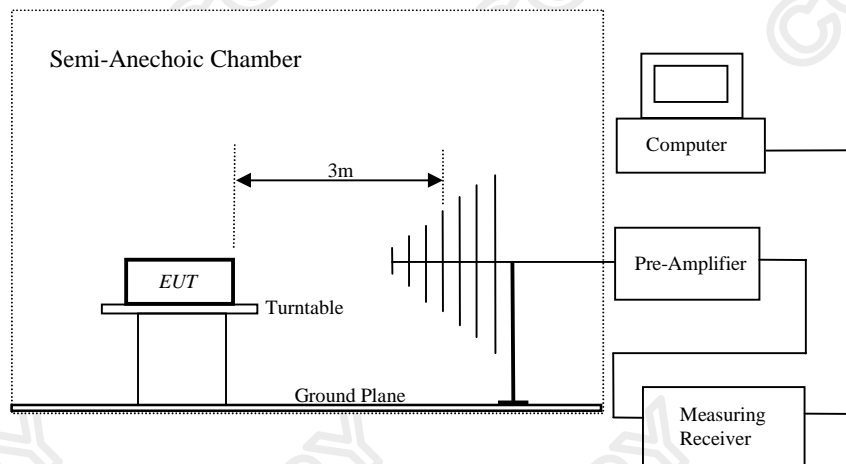 Semi-Anechoic Chamber
3m
EUT
Turntable
Ground Plane
Computer
Pre-Amplifier
Measuring
Receiver